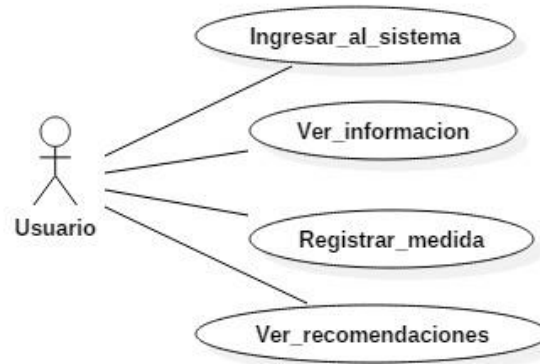 Ingresar_al_sistema
Ver_informacion
Usuario
Registrar_medida
Ver_recomendaciones